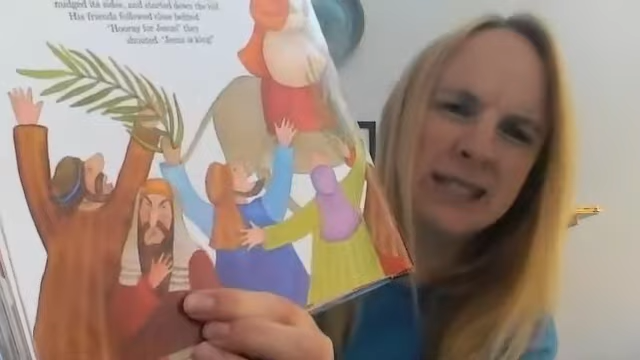 nudged its sides, and started down the hill.
His friends followed close behind.
"Hooray for Jesus!" they
shouted. "Jesus is king!"